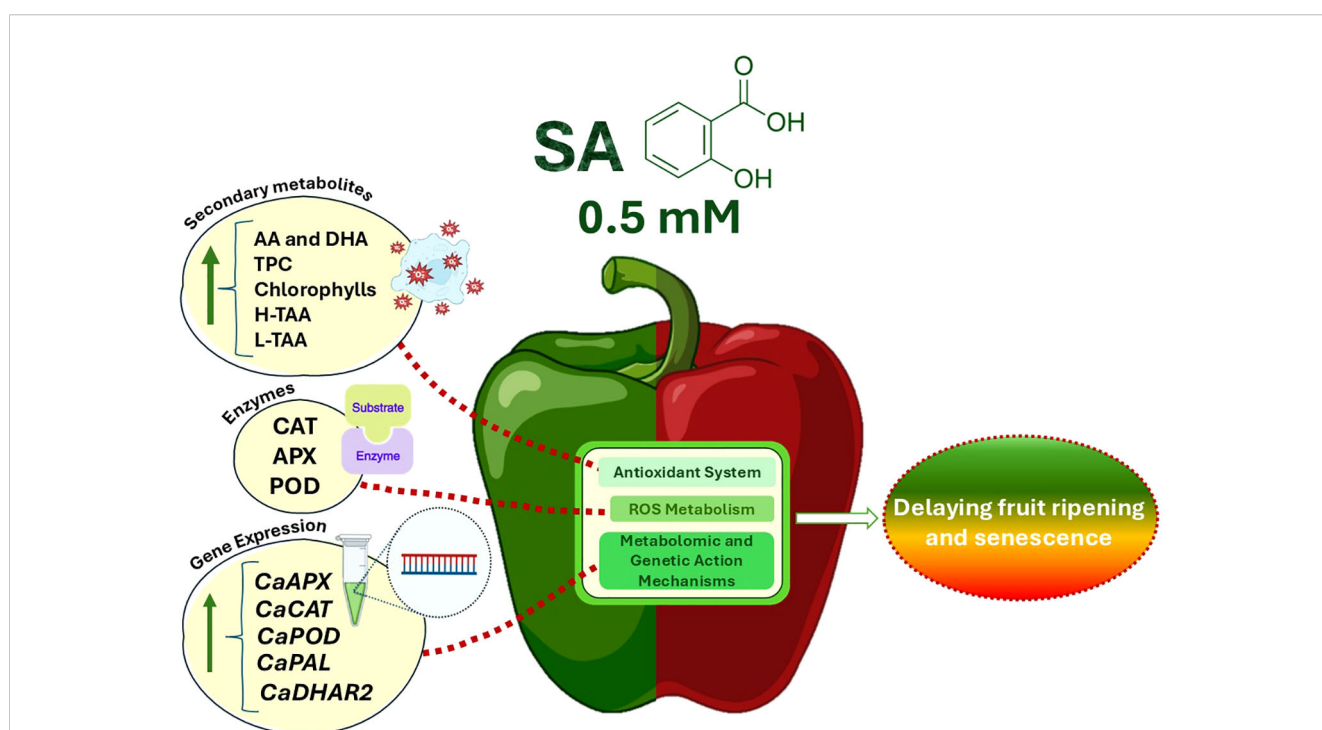 SA
O
OH
OH
0.5 mM
Secondary metabolites
AA and DHA
TPC
Chlorophylls
H-TAA
L-TAA
Enzymes
CAT
APX
POD
Substrate
Enzyme
Gene Expression
CaAPX
CaCAT
CaPOD
CaPAL
CaDHAR2
Antioxidant System
ROS Metabolism
Metabolomic and
Genetic Action
Mechanisms
Delaying fruit ripening
and senescence